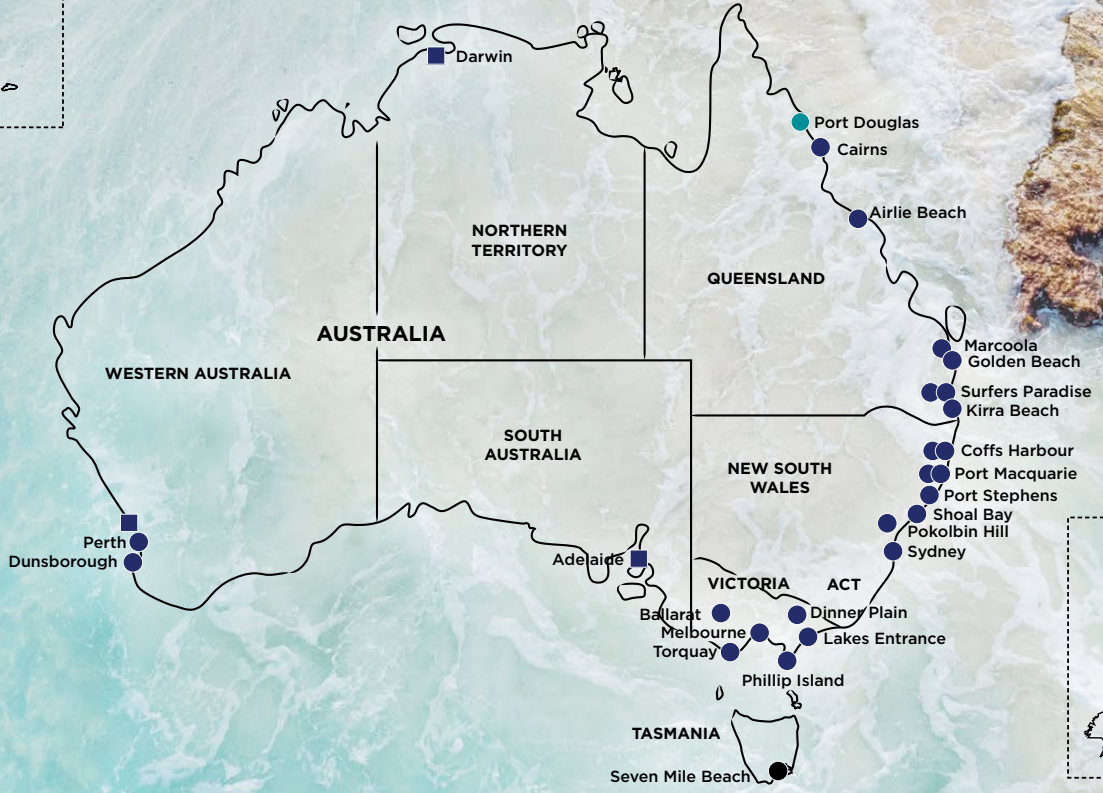 Darwin
Port Douglas
Cairns
Airlie Beach
NORTHERN
TERRITORY
QUEENSLAND
AUSTRALIA
WESTERN AUSTRALIA
Marcoola
Golden Beach
Surfers Paradise
Kirra Beach
SOUTH
AUSTRALIA
NEW SOUTH
WALES
Coffs Harbour
Port Macquarie
Port Stephens
Shoal Bay
Pokolbin Hill
Sydney
Perth
Dunsborough
Adelaide
VICTORIA
ACT
Ballarat
Dinner Plain
Melbourne
Lakes Entrance
Torquay
Phillip Island
TASMANIA
Seven Mile Beach